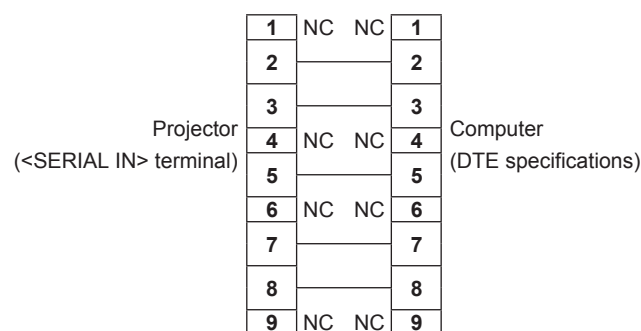 1 NC NC 1
2 2
3 3
Projector
(<SERIAL IN> terminal)
4 NC NC 4
Computer
(DTE specifications)
5 5
6 NC NC 6
7 7
8 8
9 NC NC 9